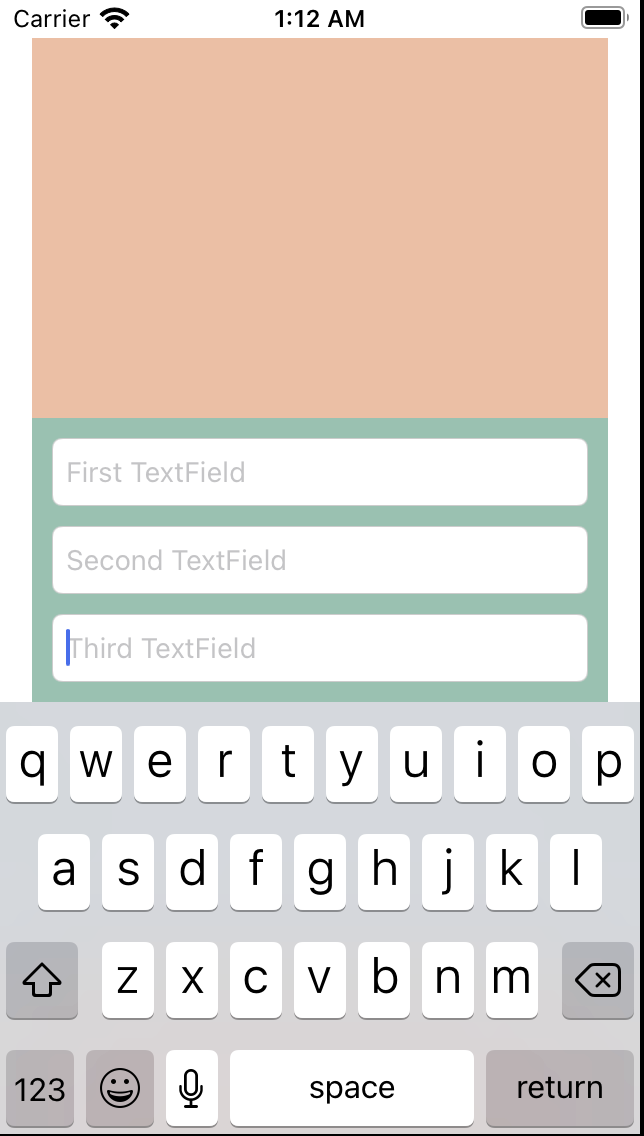 Carrier 1:12 AM
First TextField
Second TextField
Third TextField
q w e r t y u i o p
a s d f g h j k l
z x c v b n m
123 space return